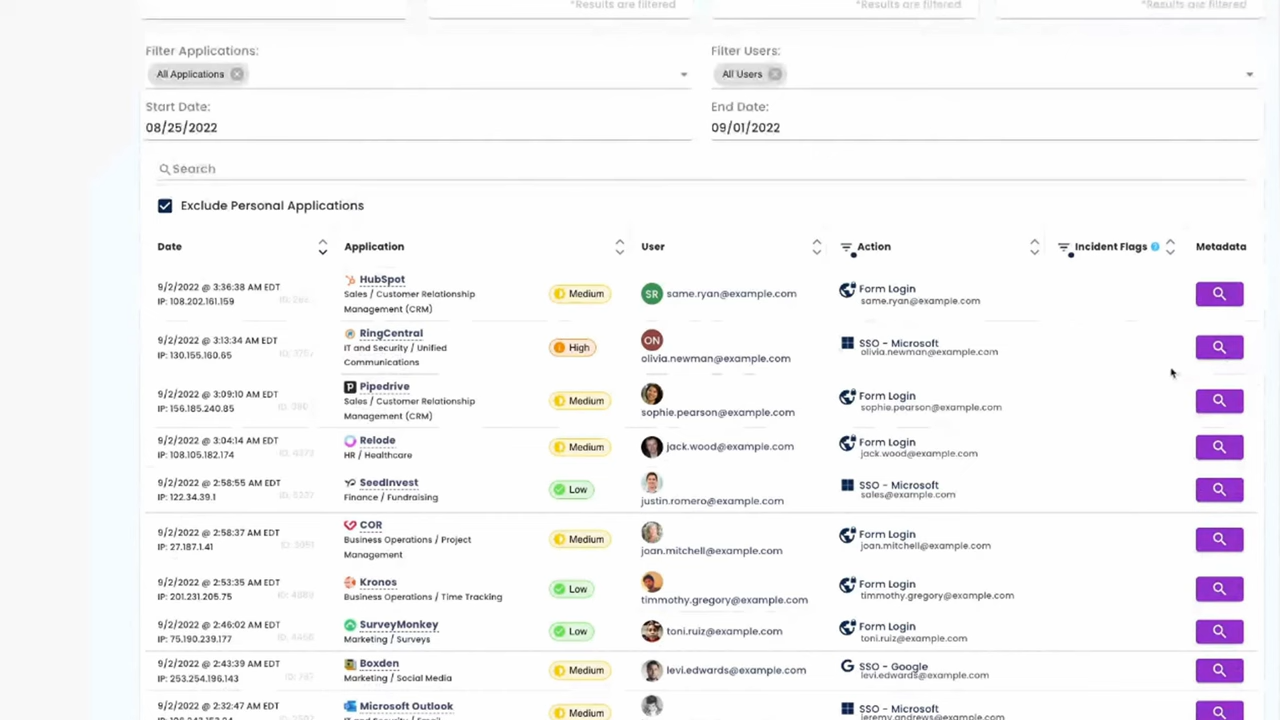 *Results are filtered
*Results are filtered
*Results are filtered
Filter Applications:
Filter Users:
All Applications
All Users
Start Date:
End Date:
08/25/2022
09/01/2022
Search
Exclude Personal Applications
Date
Application
User
Action
Incident Flags
Metadata
9/2/2022 @ 3:36:38 AM EDT
IP: 108.202.161.159
HubSpot
Sales / Customer Relationship
Management (CRM)
Medium
SR
same.ryan@example.com
Form Login
same.ryan@example.com
9/2/2022 @ 3:13:34 AM EDT
IP: 130.155.160.65
RingCentral
IT and Security / Unified
Communications
High
ON
olivia.newman@example.com
SSO - Microsoft
olivia.newman@example.com
9/2/2022 @ 3:09:10 AM EDT
IP: 156.185.240.85
Pipedrive
Sales / Customer Relationship
Management (CRM)
Medium
sophie.pearson@example.com
Form Login
sophie.pearson@example.com
9/2/2022 @ 3:04:14 AM EDT
IP: 108.105.182.174
Relode
HR / Healthcare
Medium
jack.wood@example.com
Form Login
jack.wood@example.com
9/2/2022 @ 2:58:55 AM EDT
IP: 122.34.39.1
SeedInvest
Finance / Fundraising
Low
justin.romero@example.com
SSO - Microsoft
sales@example.com
9/2/2022 @ 2:58:37 AM EDT
IP: 27.187.1.41
COR
Business Operations / Project
Management
Medium
joan.mitchell@example.com
Form Login
joan.mitchell@example.com
9/2/2022 @ 2:53:35 AM EDT
IP: 201.231.205.75
Kronos
Business Operations / Time Tracking
Low
timmothy.gregory@example.com
Form Login
timmothy.gregory@example.com
9/2/2022 @ 2:46:02 AM EDT
IP: 75.190.239.177
SurveyMonkey
Marketing / Surveys
Low
toni.ruiz@example.com
Form Login
toni.ruiz@example.com
9/2/2022 @ 2:43:39 AM EDT
IP: 253.254.196.143
Boxden
Marketing / Social Media
Medium
levi.edwards@example.com
SSO - Google
levi.edwards@example.com
9/2/2022 @ 2:32:47 AM EDT
Microsoft Outlook
IT and Security / Email
Medium
SSO - Microsoft
jeremy.andrews@example.com